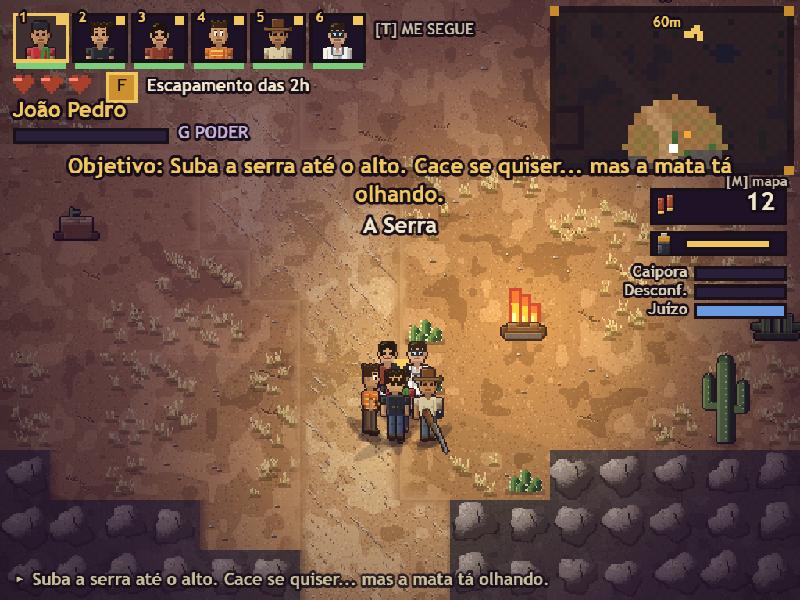 1 2 3 4 5 6
[T] ME SEGUE
60m
F Escapamento das 2h
João Pedro
G PODER
Objetivo: Suba a serra até o alto. Cace se quiser... mas a mata tá
olhando.
[M] mapa
12
A Serra
Caipora
Desconf.
Juízo
▸ Suba a serra até o alto. Cace se quiser... mas a mata tá olhando.